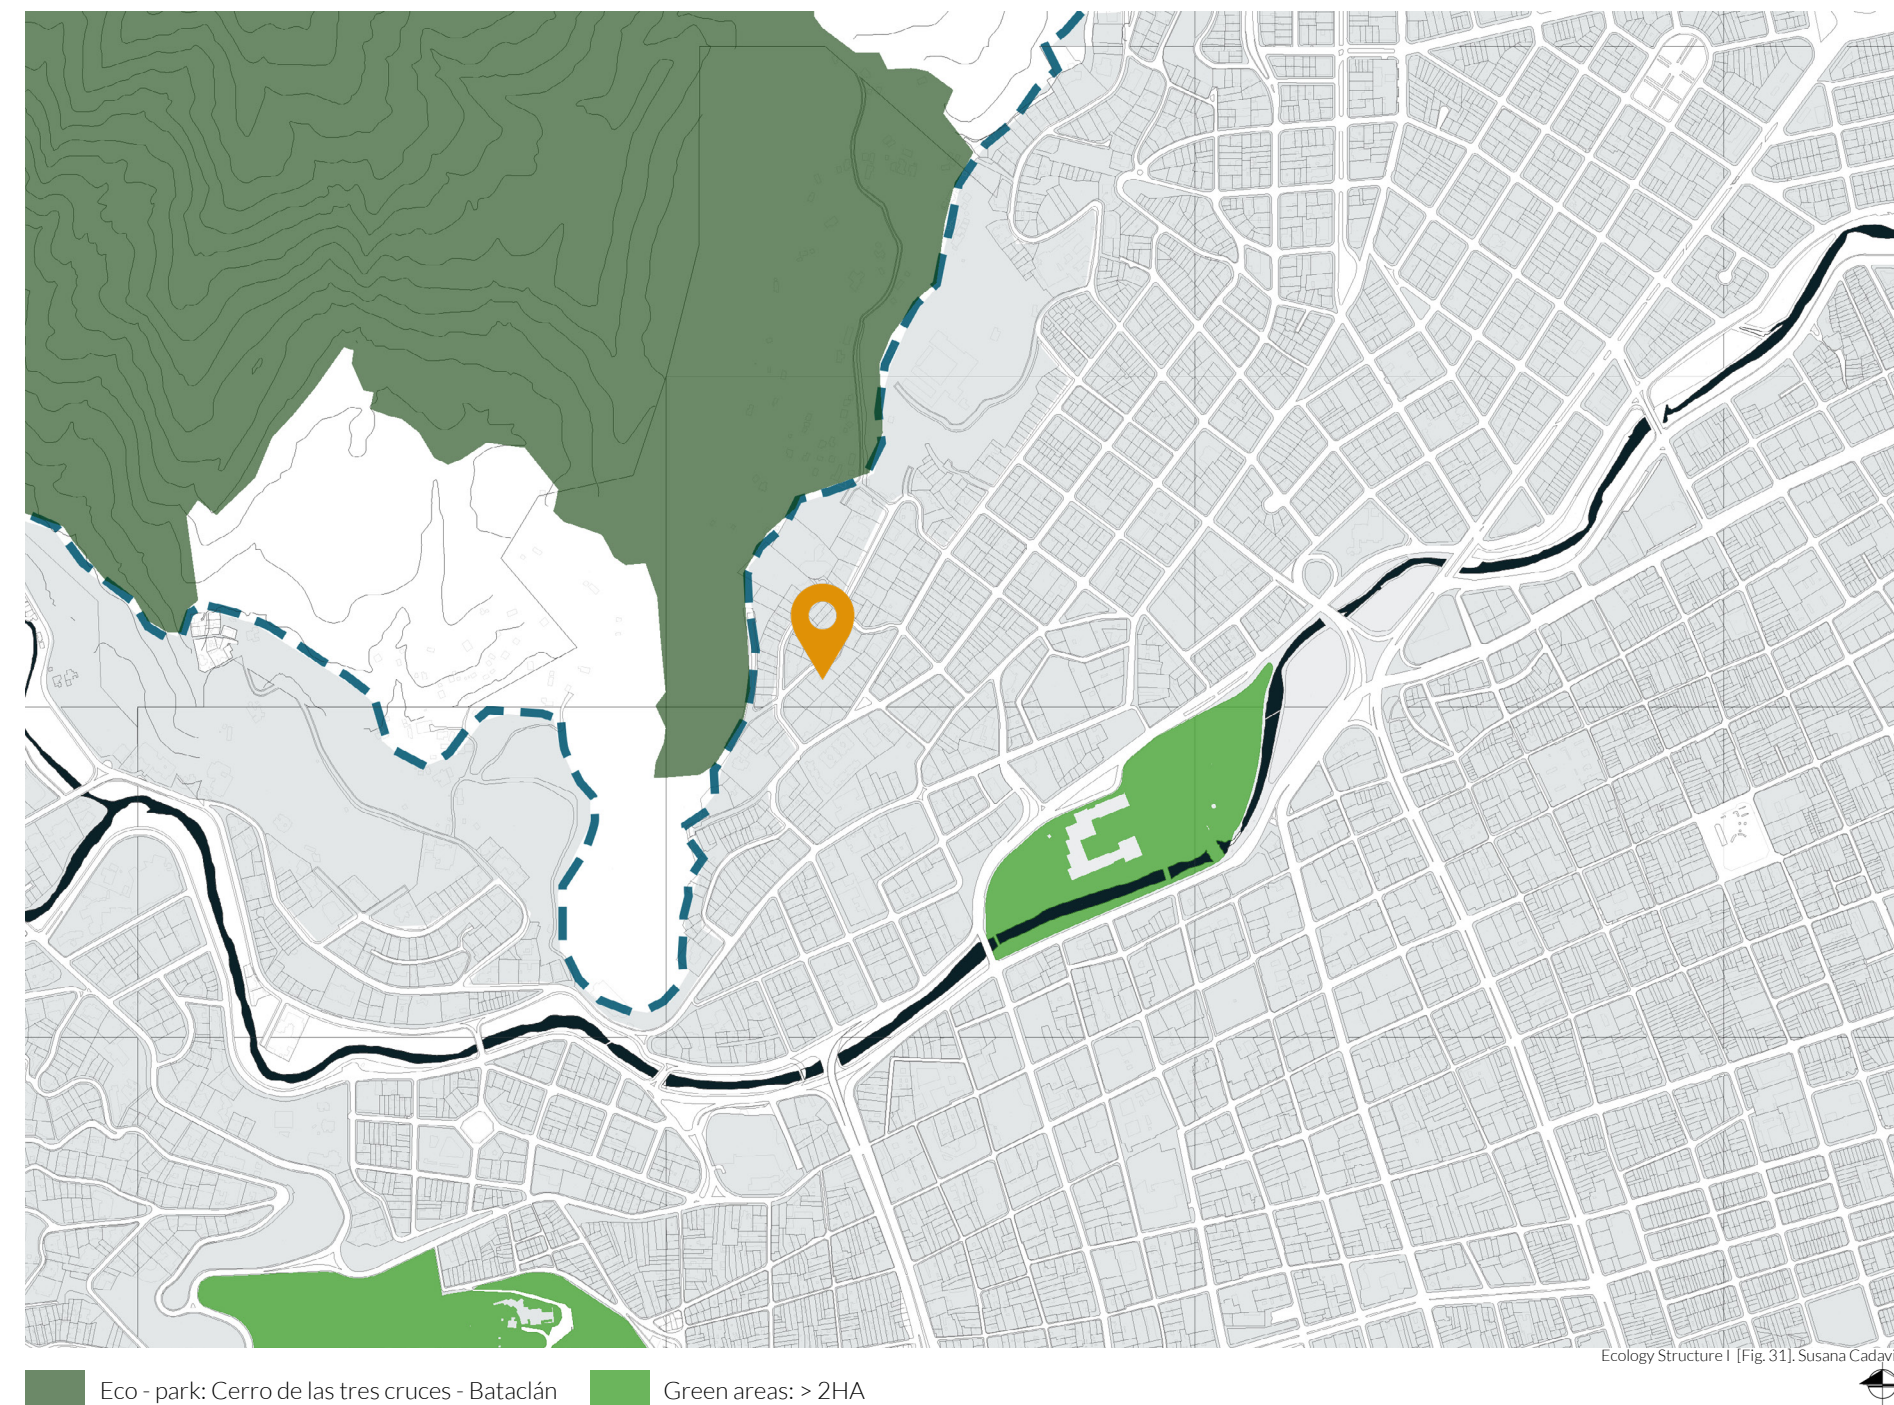 Ecology Structure I [Fig. 31]. Susana Cadavi
Eco - park: Cerro de las tres cruces - Bataclán
Green areas: > 2HA